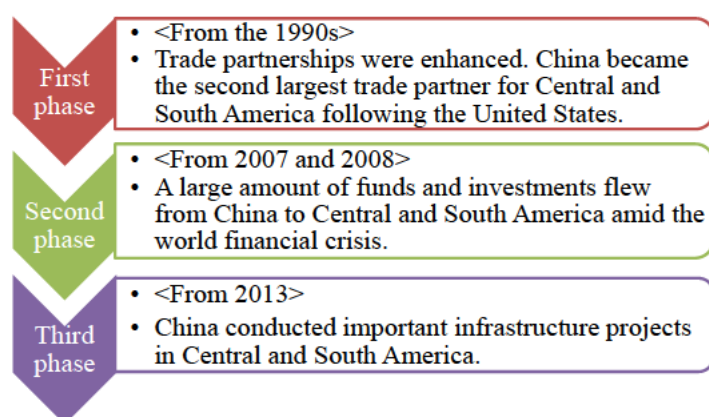 First
phase
• <From the 1990s>
• Trade partnerships were enhanced. China became
the second largest trade partner for Central and
South America following the United States.
Second
phase
• <From 2007 and 2008>
• A large amount of funds and investments flew
from China to Central and South America amid the
world financial crisis.
Third
phase
• <From 2013>
• China conducted important infrastructure projects
in Central and South America.